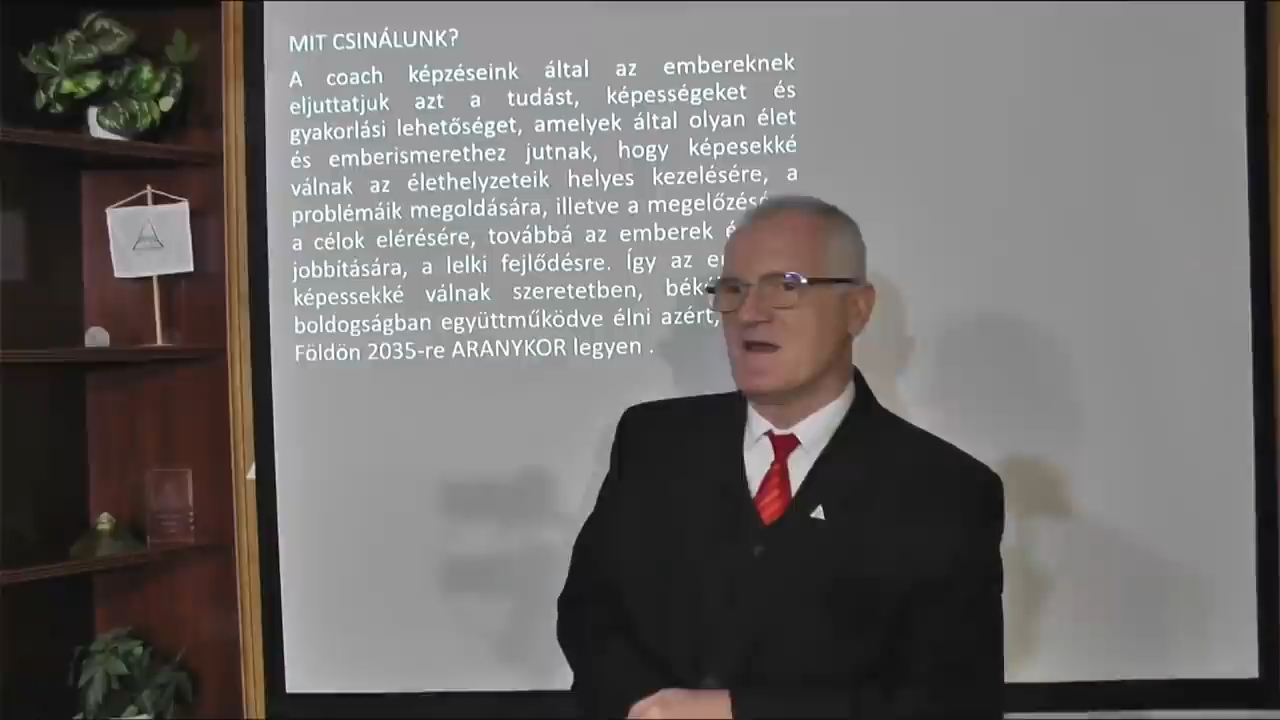 MIT CSINÁLUNK?
A coach képzéseink által az embereknek
eljuttatjuk azt a tudást, képességeket és
gyakorlási lehetőséget, amelyek által olyan élet
és emberismerethez jutnak, hogy képesekké
válnak az élethelyzeteik helyes kezelésére, a
problémáik megoldására, illetve a
a célok elérésére, továbbá az emberek
jobbítására, a lelki fejlődésre. Így az
képessekké válnak szeretetben,
boldogságban együttműködve élni azért,
Földön 2035-re ARANYKOR legyen .